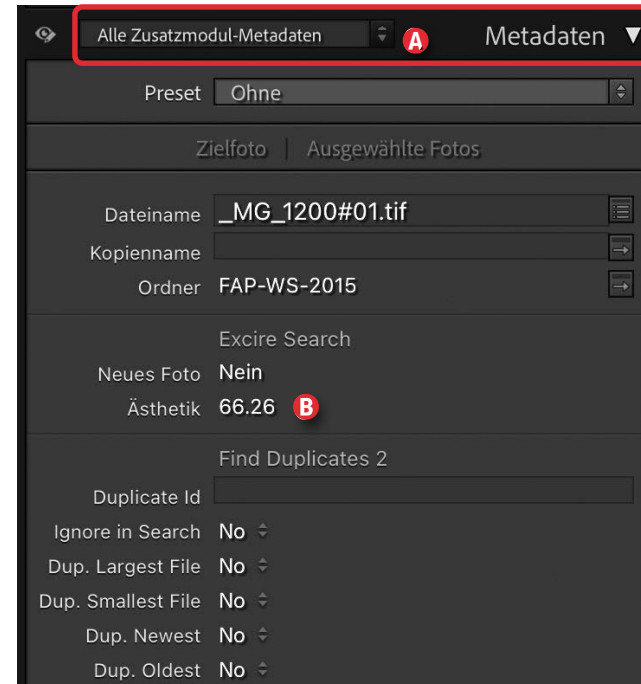 Alle Zusatzmodul-Metadaten A Metadaten ▼
Preset Ohne
Zielfoto | Ausgewählte Fotos
Dateiname _MG_1200#01.tif
Kopienname
Ordner FAP-WS-2015
Excire Search
Neues Foto Nein
Ästhetik 66.26 B
Find Duplicates 2
Duplicate Id
Ignore in Search No
Dup. Largest File No
Dup. Smallest File No
Dup. Newest No
Dup. Oldest No